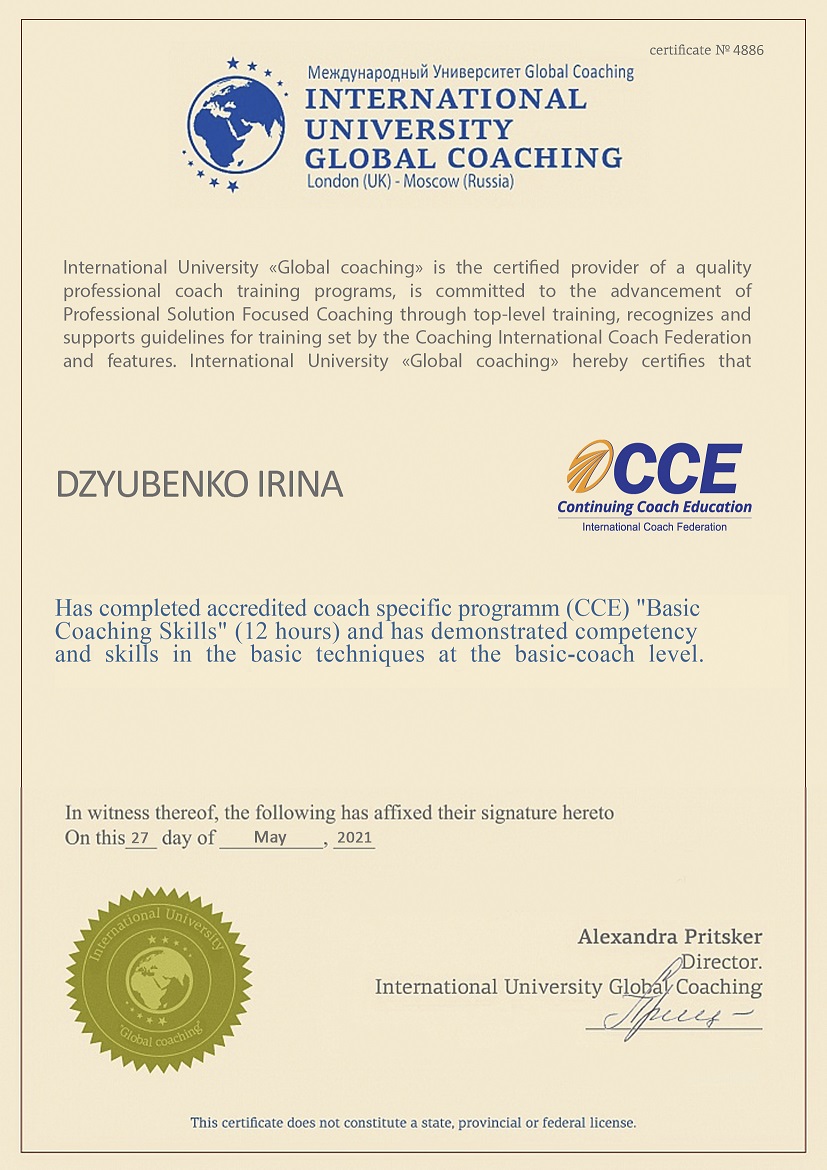 certificate № 4886
Международный Университет Global Coaching
INTERNATIONAL
UNIVERSITY
GLOBAL COACHING
London (UK) - Moscow (Russia)
International University «Global coaching» is the certified provider of a quality
professional coach training programs, is committed to the advancement of
Professional Solution Focused Coaching through top-level training, recognizes and
supports guidelines for training set by the Coaching International Coach Federation
and features. International University «Global coaching» hereby certifies that
DZYUBENKO IRINA
CCE
Continuing Coach Education
International Coach Federation
Has completed accredited coach specific programm (CCE) "Basic
Coaching Skills" (12 hours) and has demonstrated competency
and skills in the basic techniques at the basic-coach level.
In witness thereof, the following has affixed their signature hereto
On this 27 day of May , 2021
International University
"Global coaching"
Alexandra Pritsker
Director.
International University Global Coaching
This certificate does not constitute a state, provincial or federal license.